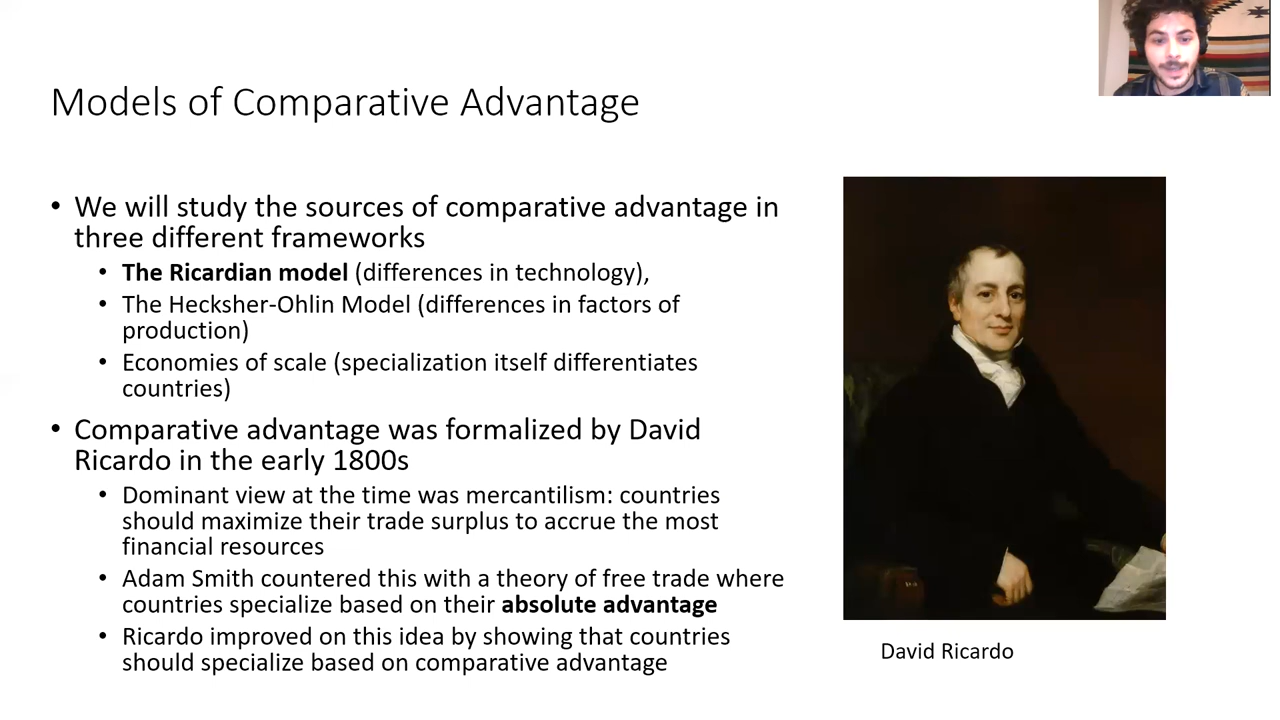 Models of Comparative Advantage
• We will study the sources of comparative advantage in
three different frameworks
• The Ricardian model (differences in technology),
• The Hecksher-Ohlin Model (differences in factors of
production)
• Economies of scale (specialization itself differentiates
countries)
• Comparative advantage was formalized by David
Ricardo in the early 1800s
• Dominant view at the time was mercantilism: countries
should maximize their trade surplus to accrue the most
financial resources
• Adam Smith countered this with a theory of free trade where
countries specialize based on their absolute advantage
• Ricardo improved on this idea by showing that countries
should specialize based on comparative advantage
David Ricardo